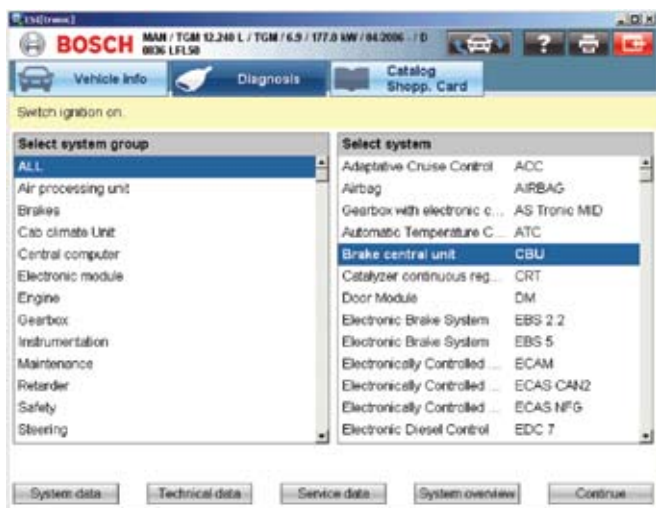 ESI[tronic]
BOSCH
MAN / TGM 12.240 L / TGM / 6.9 / 177.0 kW / 04.2006 - / D
0836 LFL50
?
Vehicle Info
Diagnosis
Catalog
Shopp. Card
Switch ignition on.
Select system group
ALL
Air processing unit
Brakes
Cab climate Unit
Central computer
Electronic module
Engine
Gearbox
Instrumentation
Maintenance
Retarder
Safety
Steering
Select system
Adaptative Cruise Control ACC
Airbag AIRBAG
Gearbox with electronic c... AS Tronic MID
Automatic Temperature C... ATC
Brake central unit CBU
Catalyzer continuous reg... CRT
Door Module DM
Electronic Brake System EBS 2.2
Electronic Brake System EBS 5
Electronically Controlled ... ECAM
Electronically Controlled ... ECAS CAN2
Electronically Controlled ... ECAS NFG
Electronic Diesel Control EDC 7
System data Technical data Service data System overview Continue